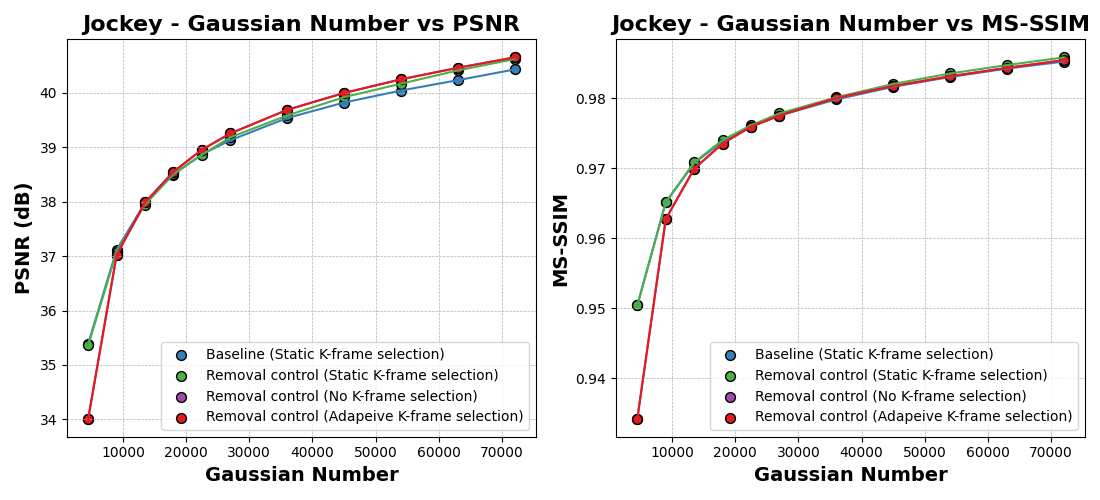 Jockey - Gaussian Number vs PSNR
PSNR (dB)
40
39
38
37
36
35
34
10000 20000 30000 40000 50000 60000 70000
Gaussian Number
Baseline (Static K-frame selection)
Removal control (Static K-frame selection)
Removal control (No K-frame selection)
Removal control (Adapeive K-frame selection)
Jockey - Gaussian Number vs MS-SSIM
MS-SSIM
0.98
0.97
0.96
0.95
0.94
10000 20000 30000 40000 50000 60000 70000
Gaussian Number
Baseline (Static K-frame selection)
Removal control (Static K-frame selection)
Removal control (No K-frame selection)
Removal control (Adapeive K-frame selection)